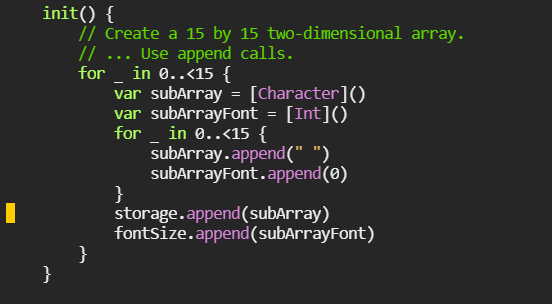 init() {
// Create a 15 by 15 two-dimensional array.
// ... Use append calls.
for _ in 0..<15 {
var subArray = [Character]()
var subArrayFont = [Int]()
for _ in 0..<15 {
subArray.append(" ")
subArrayFont.append(0)
}
storage.append(subArray)
fontSize.append(subArrayFont)
}
}